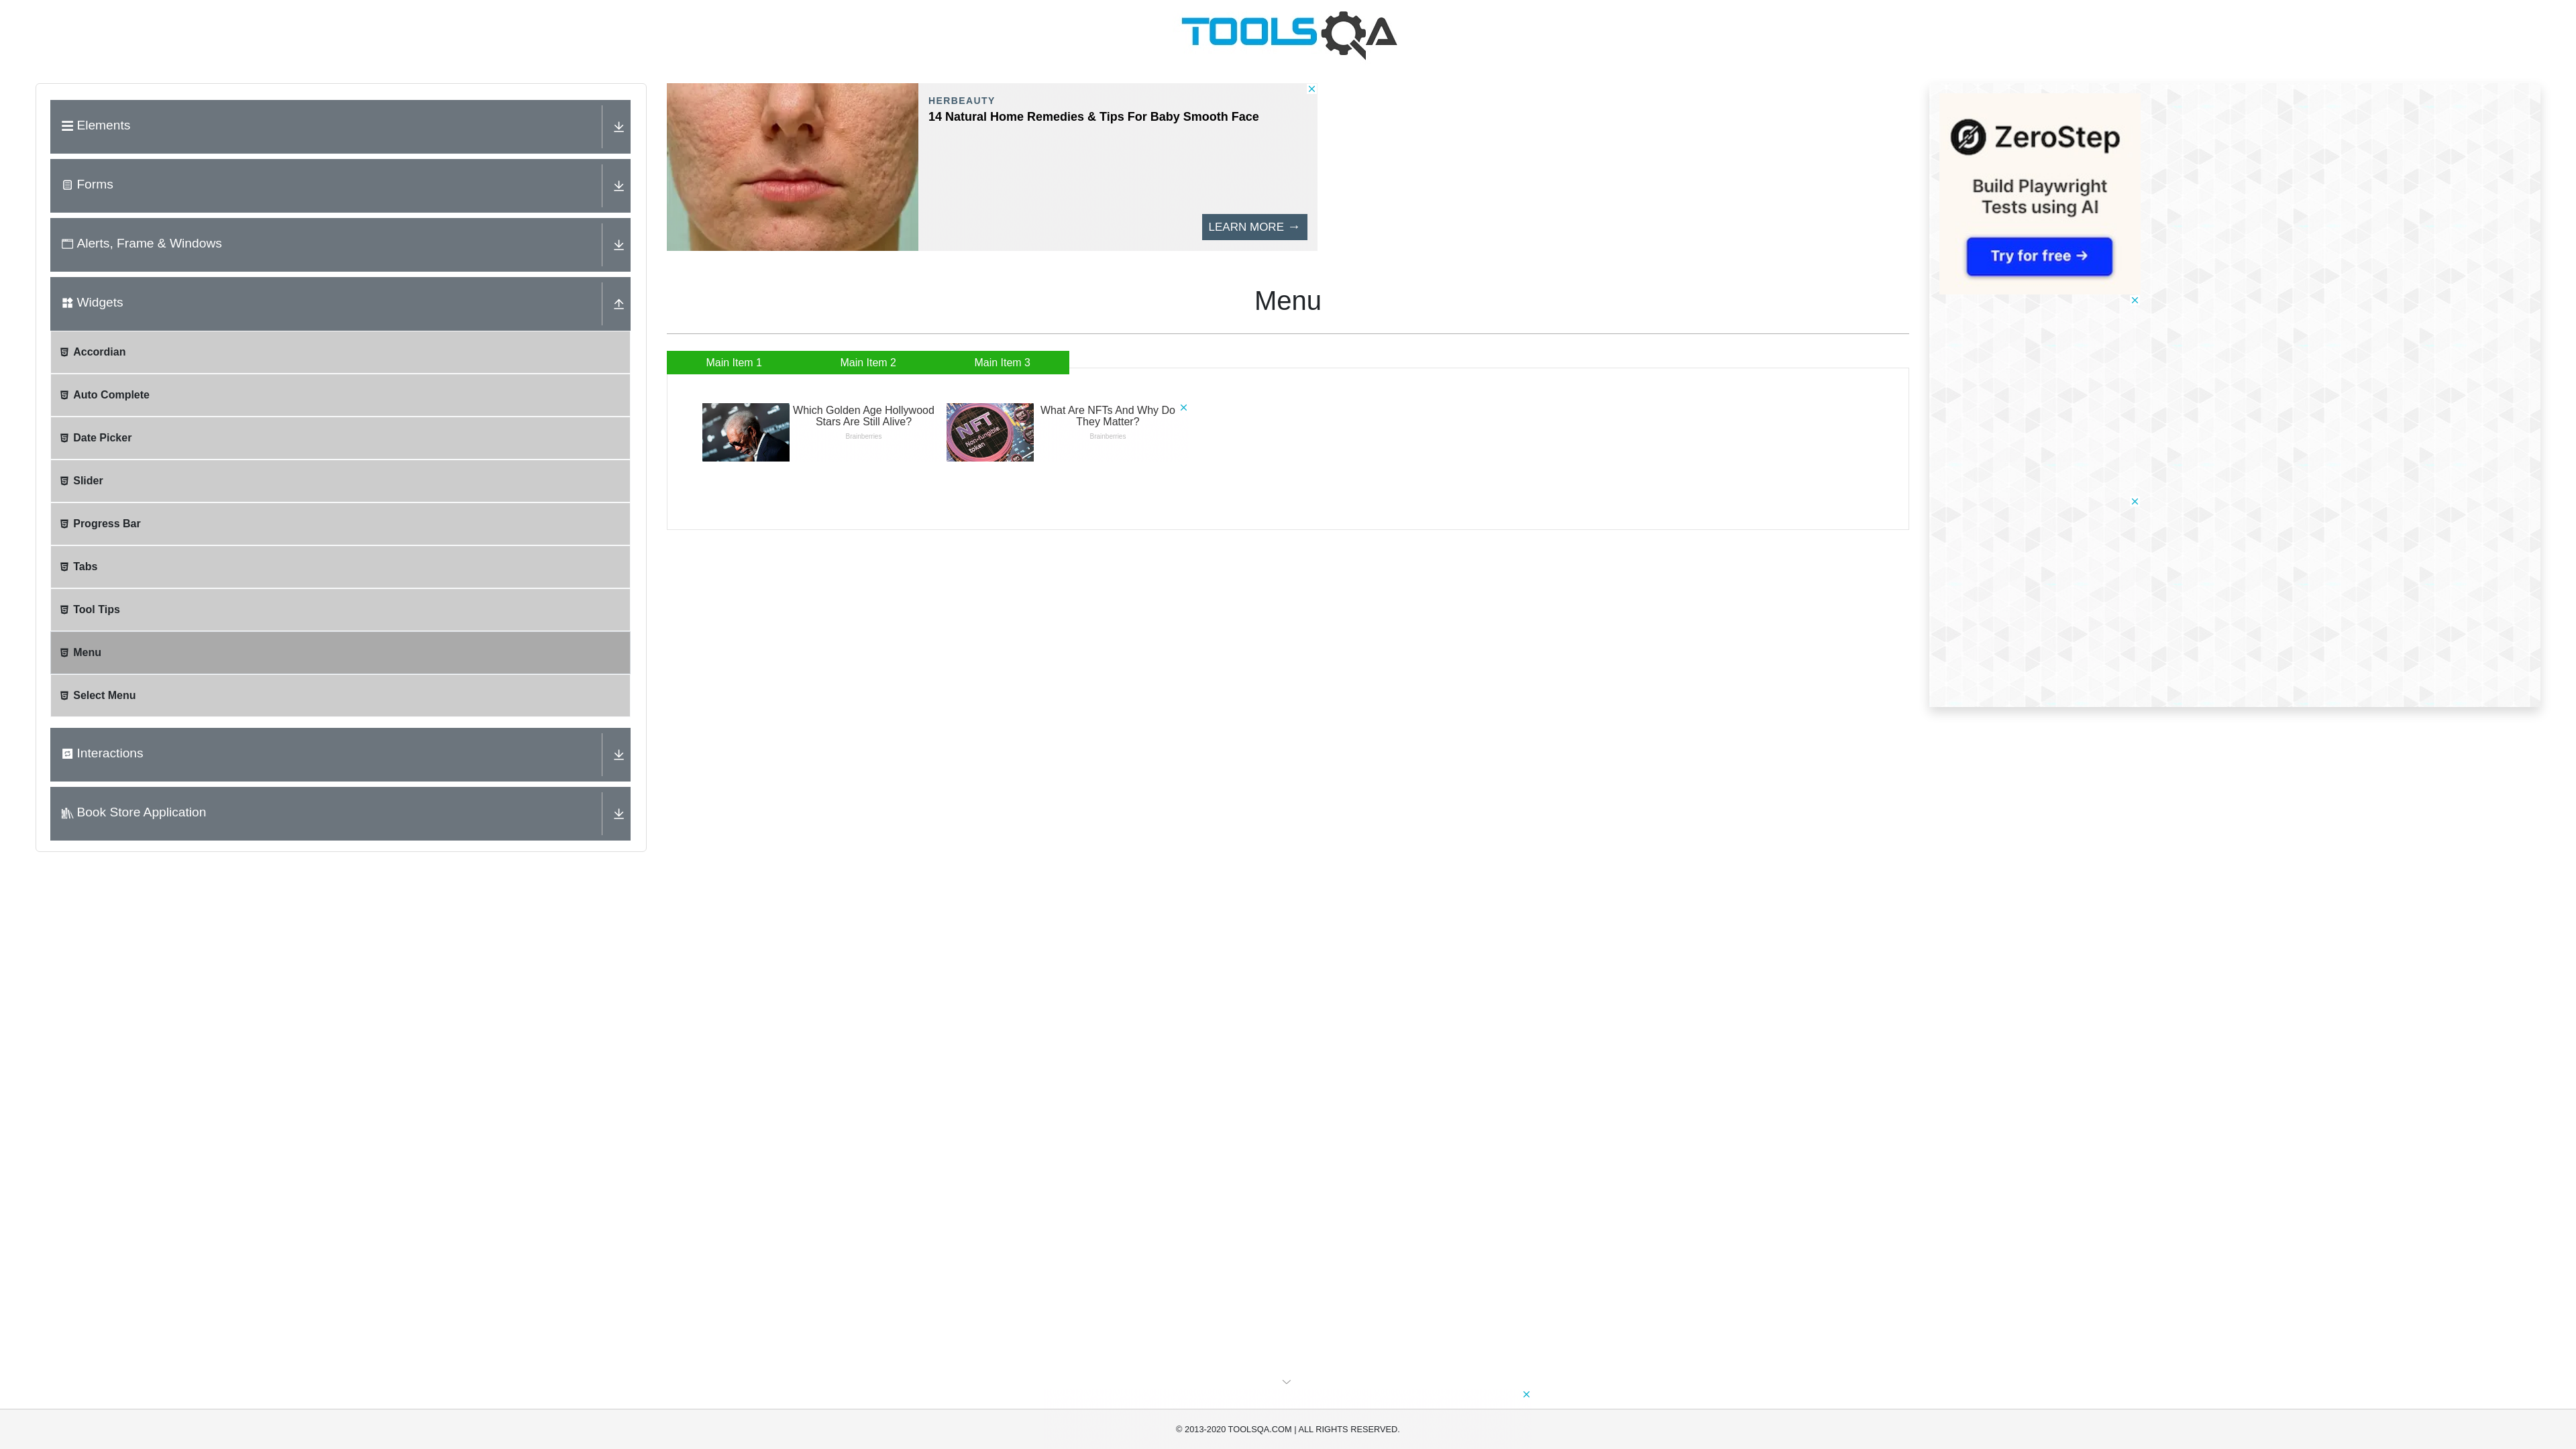 TOOLSQA
Elements
Forms
Alerts, Frame & Windows
Widgets
Accordian
Auto Complete
Date Picker
Slider
Progress Bar
Tabs
Tool Tips
Menu
Select Menu
Interactions
Book Store Application
HERBEAUTY
14 Natural Home Remedies & Tips For Baby Smooth Face
LEARN MORE →
Menu
Main Item 1
Main Item 2
Main Item 3
Which Golden Age Hollywood
Stars Are Still Alive?
Brainberries
NFT
Non-fungible
token
What Are NFTs And Why Do
They Matter?
Brainberries
ZeroStep
Build Playwright
Tests using AI
Try for free →
© 2013-2020 TOOLSQA.COM | ALL RIGHTS RESERVED.